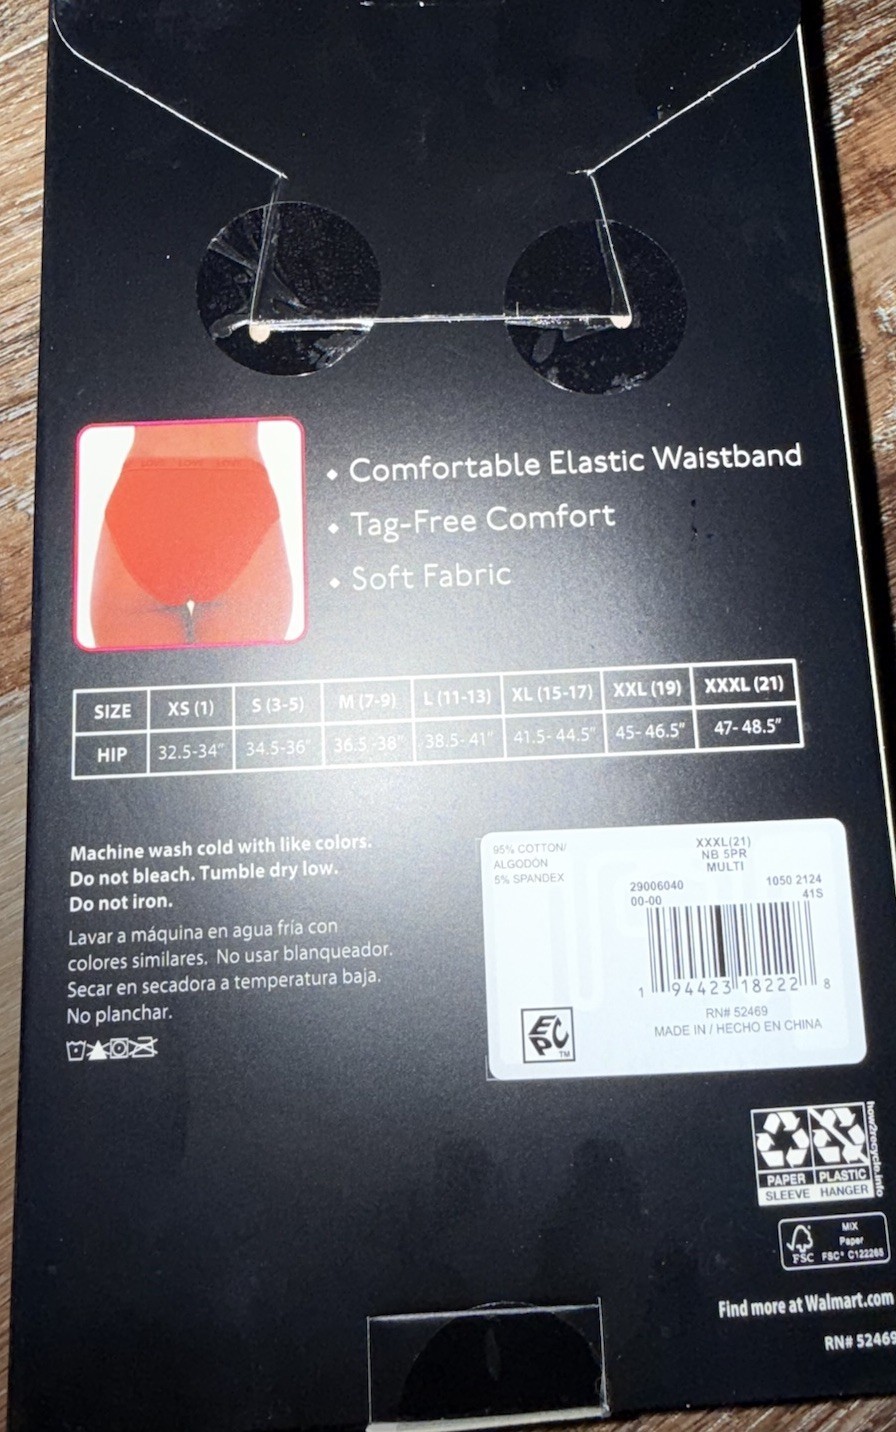 LOVE LOVE LOVE
• Comfortable Elastic Waistband
• Tag-Free Comfort
• Soft Fabric
SIZE XS (1) S (3-5) M (7-9) L (11-13) XL (15-17) XXL (19) XXXL (21)
HIP 32.5-34" 34.5-36" 36.5-38" 38.5-41" 41.5-44.5" 45-46.5" 47-48.5"
Machine wash cold with like colors.
Do not bleach. Tumble dry low.
Do not iron.
Lavar a máquina en agua fría con
colores similares. No usar blanqueador.
Secar en secadora a temperatura baja.
No planchar.
95% COTTON/
ALGODÓN
5% SPANDEX
XXXL(21)
NB 5PR
MULTI
29006040 1050 2124
00-00 41S
1 94423 18222 8
RN# 52469
MADE IN / HECHO EN CHINA
EPC TM
how2recycle.info
PAPER PLASTIC
SLEEVE HANGER
FSC
MIX
Paper
FSC® C122268
Find more at Walmart.com
RN# 52469